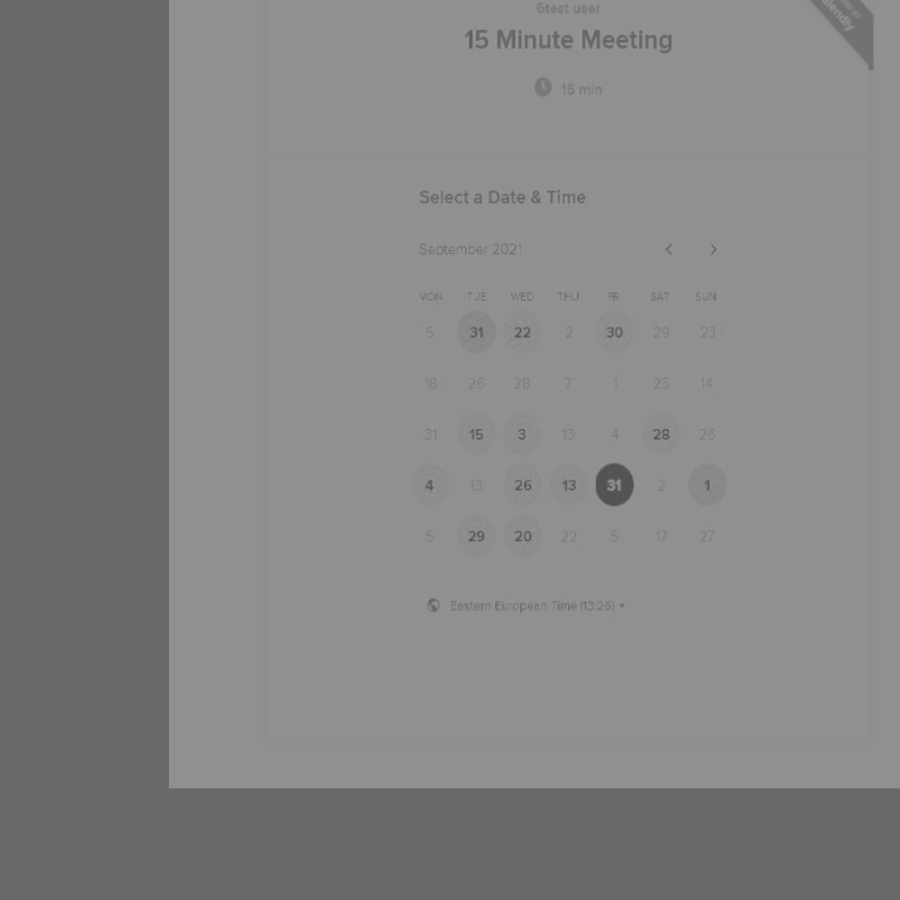 6test user
15 Minute Meeting
15 min
Select a Date & Time
September 2021
MON TUE WED THU FRI SAT SUN
5 31 22 2 30 29 23
18 26 28 7 1 25 14
31 15 3 13 4 28 26
4 13 26 13 31 2 1
5 29 20 22 5 17 27
Eastern European Time (13:26)